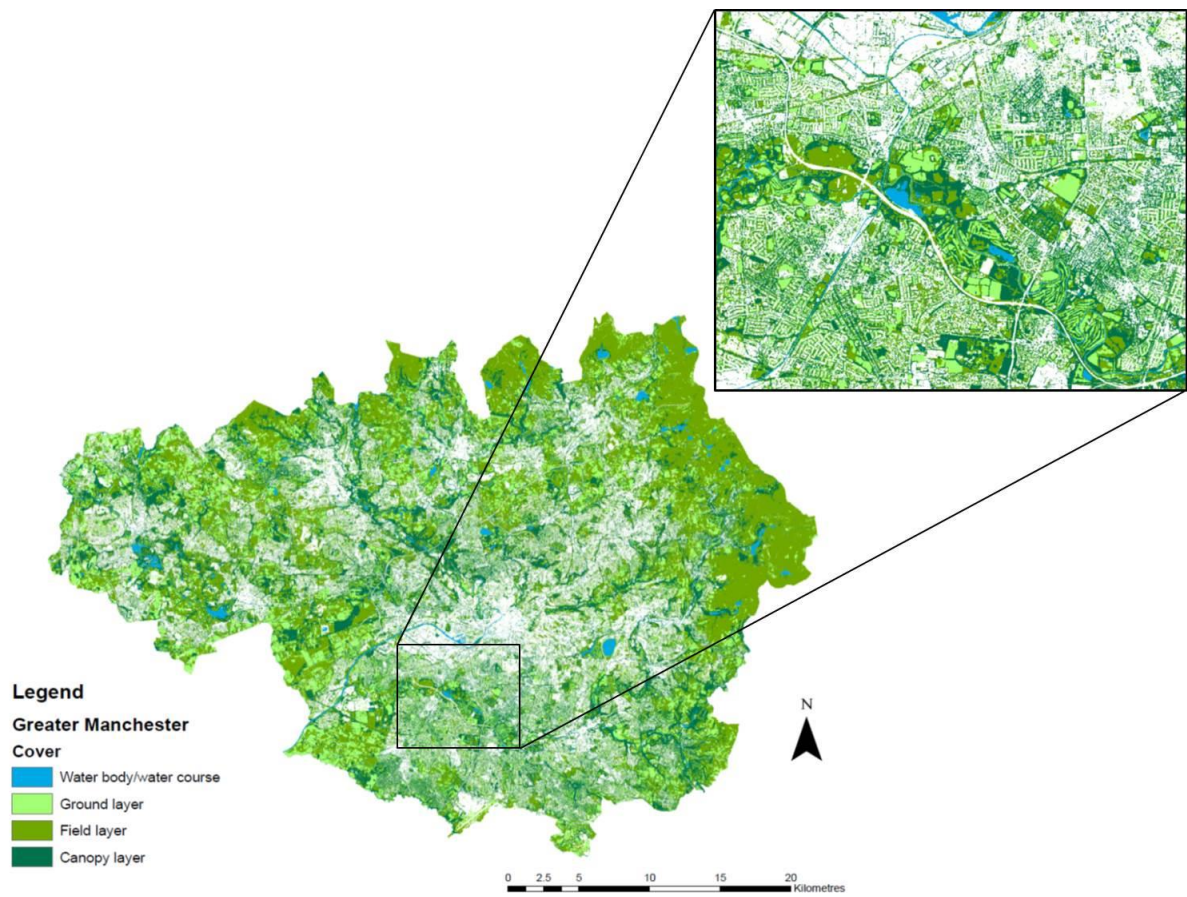 Legend
Greater Manchester
Cover
Water body/water course
Ground layer
Field layer
Canopy layer
N
0 2.5 5 10 15 20
Kilometres